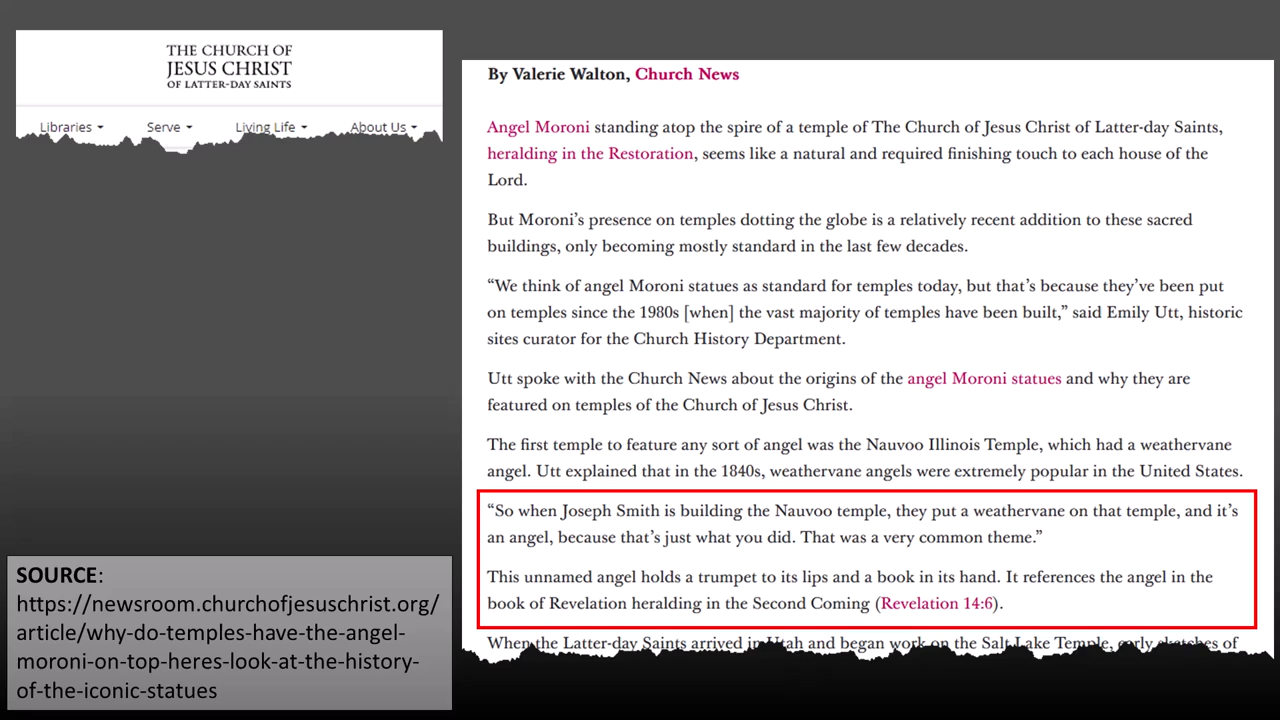 THE CHURCH OF
JESUS CHRIST
OF LATTER-DAY SAINTS
Libraries
Serve
Living Life
About Us
By Valerie Walton, Church News
Angel Moroni standing atop the spire of a temple of The Church of Jesus Christ of Latter-day Saints,
heralding in the Restoration, seems like a natural and required finishing touch to each house of the
Lord.
But Moroni’s presence on temples dotting the globe is a relatively recent addition to these sacred
buildings, only becoming mostly standard in the last few decades.
“We think of angel Moroni statues as standard for temples today, but that’s because they’ve been put
on temples since the 1980s [when] the vast majority of temples have been built,” said Emily Utt, historic
sites curator for the Church History Department.
Utt spoke with the Church News about the origins of the angel Moroni statues and why they are
featured on temples of the Church of Jesus Christ.
The first temple to feature any sort of angel was the Nauvoo Illinois Temple, which had a weathervane
angel. Utt explained that in the 1840s, weathervane angels were extremely popular in the United States.
“So when Joseph Smith is building the Nauvoo temple, they put a weathervane on that temple, and it’s
an angel, because that’s just what you did. That was a very common theme.”
This unnamed angel holds a trumpet to its lips and a book in its hand. It references the angel in the
book of Revelation heralding in the Second Coming (Revelation 14:6).
When the Latter-day Saints arrived in Utah and began work on the Salt Lake Temple, early sketches of
SOURCE:
https://newsroom.churchofjesuschrist.org/
article/why-do-temples-have-the-angel-
moroni-on-top-heres-look-at-the-history-
of-the-iconic-statues